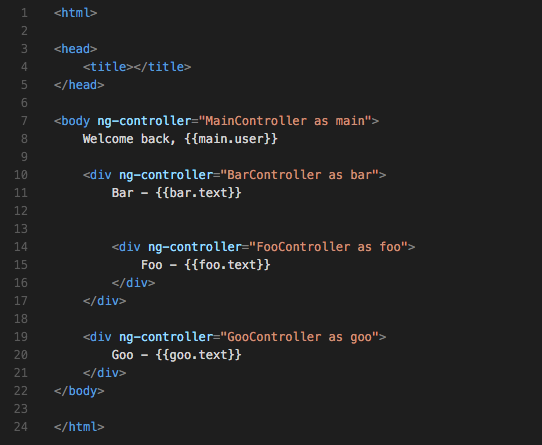 1 <html>
2
3 <head>
4     <title></title>
5 </head>
6
7 <body ng-controller="MainController as main">
8     Welcome back, {{main.user}}
9
10     <div ng-controller="BarController as bar">
11         Bar - {{bar.text}}
12
13
14         <div ng-controller="FooController as foo">
15             Foo - {{foo.text}}
16         </div>
17     </div>
18
19     <div ng-controller="GooController as goo">
20         Goo - {{goo.text}}
21     </div>
22 </body>
23
24 </html>